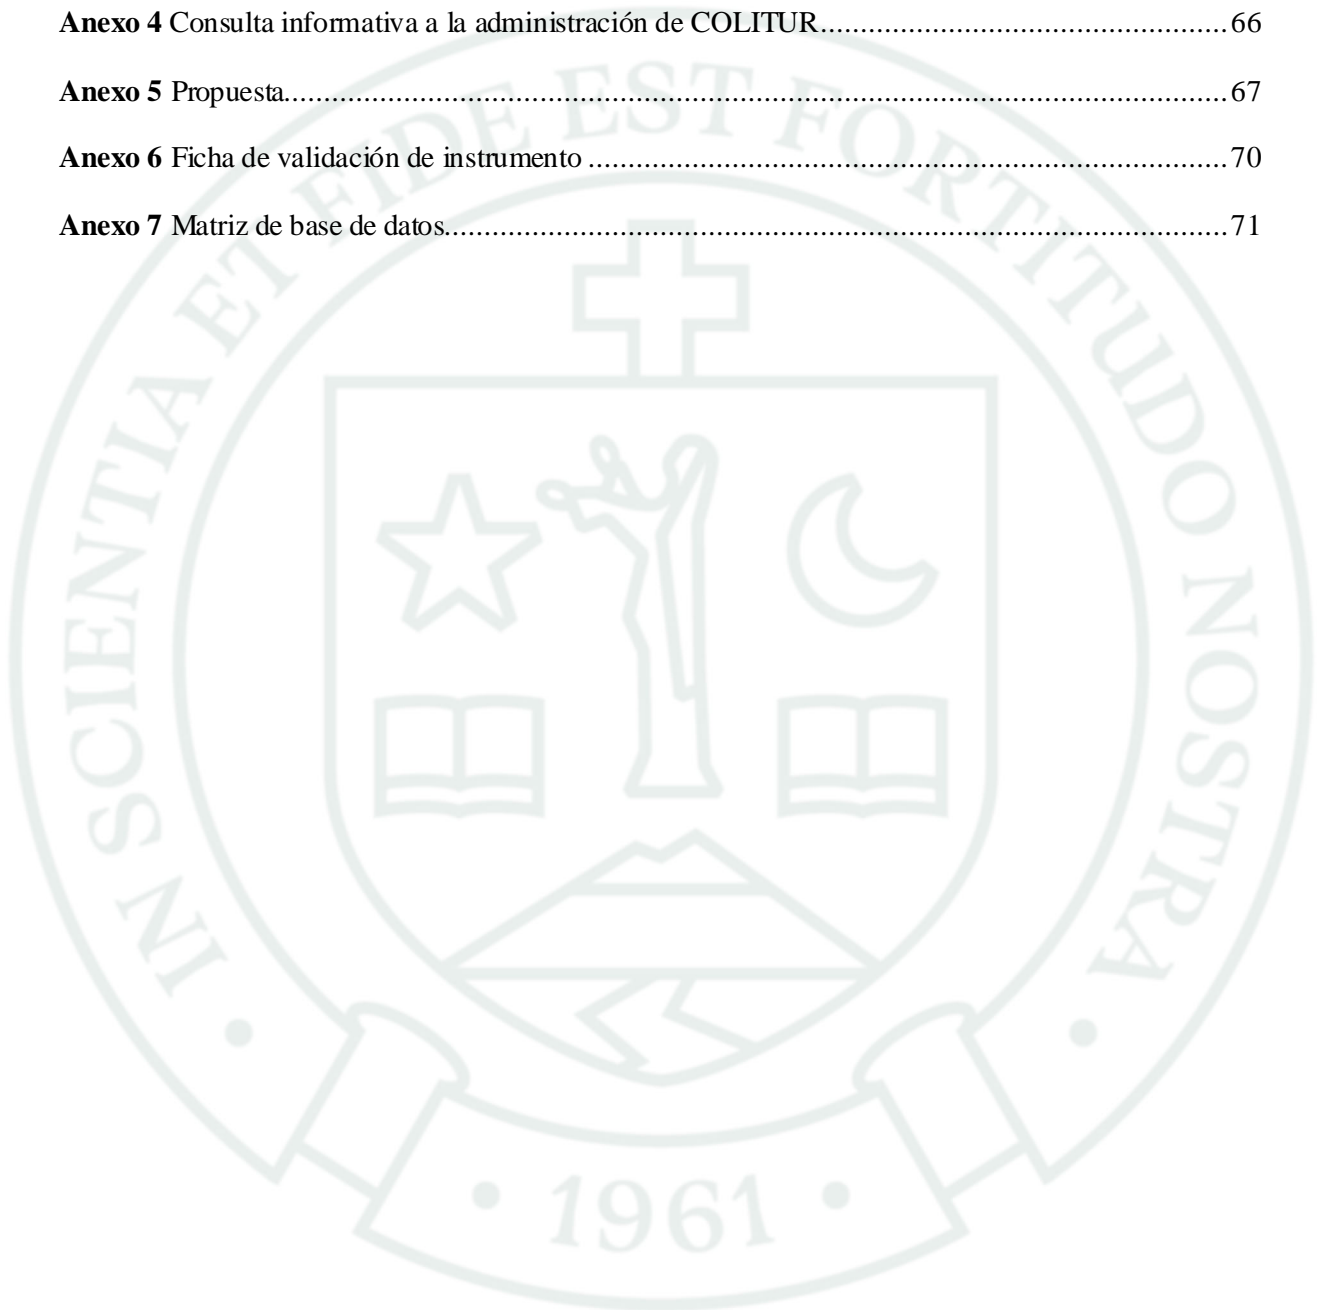 Anexo 4 Consulta informativa a la administración de COLITUR....................................................66
Anexo 5 Propuesta....................................................67
Anexo 6 Ficha de validación de instrumento ....................................................70
Anexo 7 Matriz de base de datos....................................................71
IN SCIENTIA ET FIDE EST FORTITUDO NOSTRA
• 1961 •